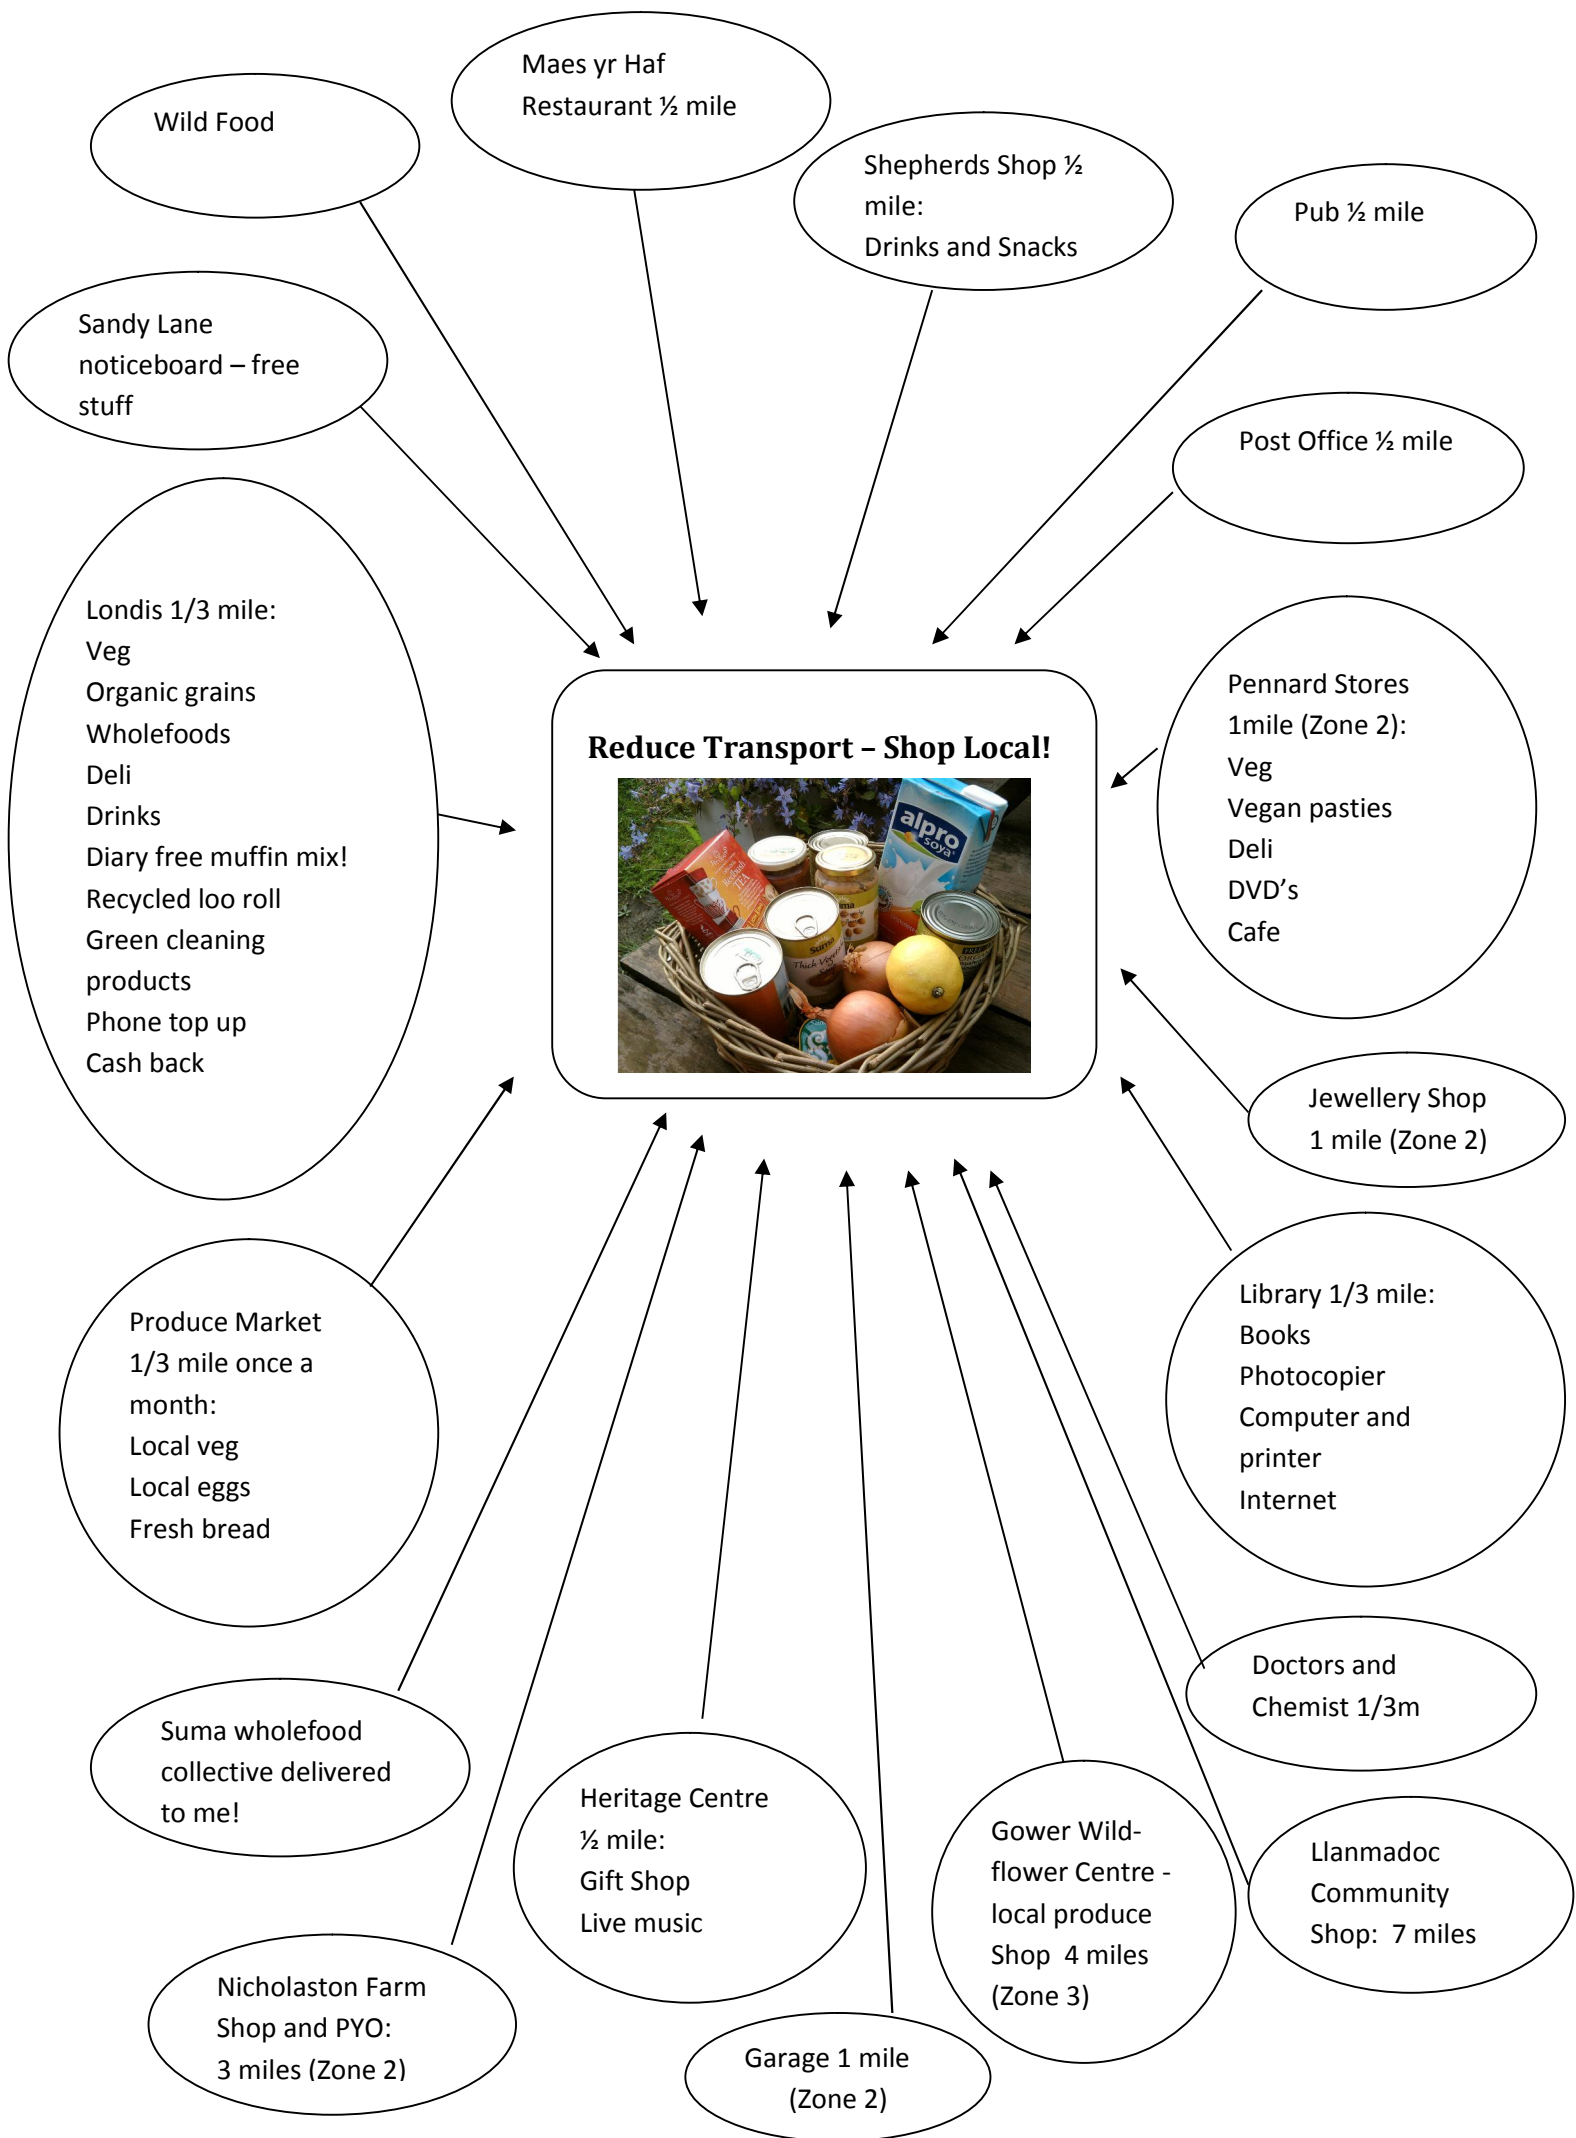 Wild Food
Maes yr Haf
Restaurant ½ mile
Shepherds Shop ½
mile:
Drinks and Snacks
Pub ½ mile
Sandy Lane
noticeboard – free
stuff
Post Office ½ mile
Londis 1/3 mile:
Veg
Organic grains
Wholefoods
Deli
Drinks
Diary free muffin mix!
Recycled loo roll
Green cleaning
products
Phone top up
Cash back
Reduce Transport – Shop Local!
alpro
soya
TEA
Suma
Thick Veget
Pennard Stores
1mile (Zone 2):
Veg
Vegan pasties
Deli
DVD's
Cafe
Jewellery Shop
1 mile (Zone 2)
Produce Market
1/3 mile once a
month:
Local veg
Local eggs
Fresh bread
Library 1/3 mile:
Books
Photocopier
Computer and
printer
Internet
Doctors and
Chemist 1/3m
Suma wholefood
collective delivered
to me!
Heritage Centre
½ mile:
Gift Shop
Live music
Gower Wild-
flower Centre -
local produce
Shop  4 miles
(Zone 3)
Llanmadoc
Community
Shop:  7 miles
Nicholaston Farm
Shop and PYO:
3 miles (Zone 2)
Garage 1 mile
(Zone 2)